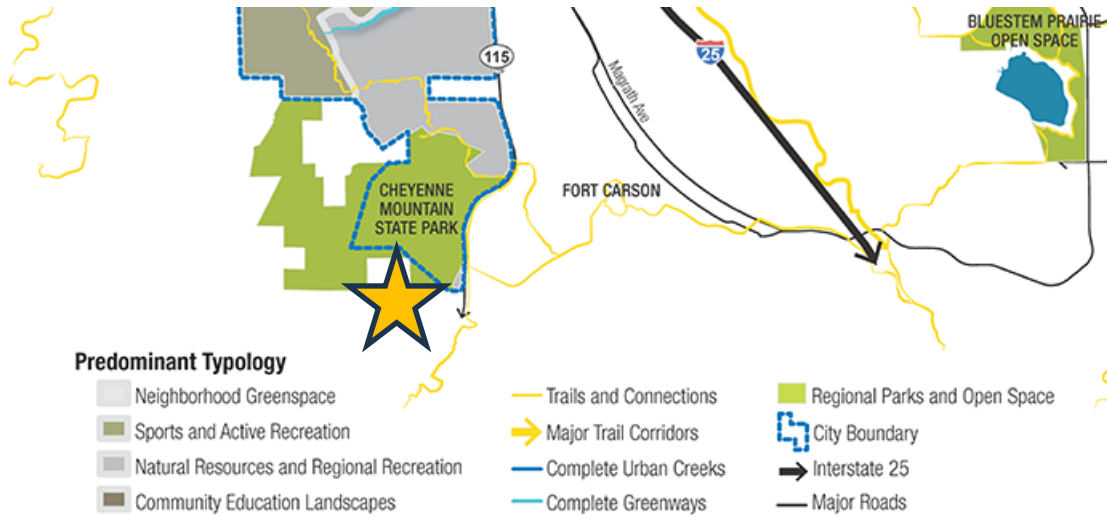 BLUESTEM PRAIRIE
OPEN SPACE
115
25
Magrath Ave
CHEYENNE
MOUNTAIN
STATE PARK
FORT CARSON
Predominant Typology
Neighborhood Greenspace
Sports and Active Recreation
Natural Resources and Regional Recreation
Community Education Landscapes
Trails and Connections
Major Trail Corridors
Complete Urban Creeks
Complete Greenways
Regional Parks and Open Space
City Boundary
Interstate 25
Major Roads